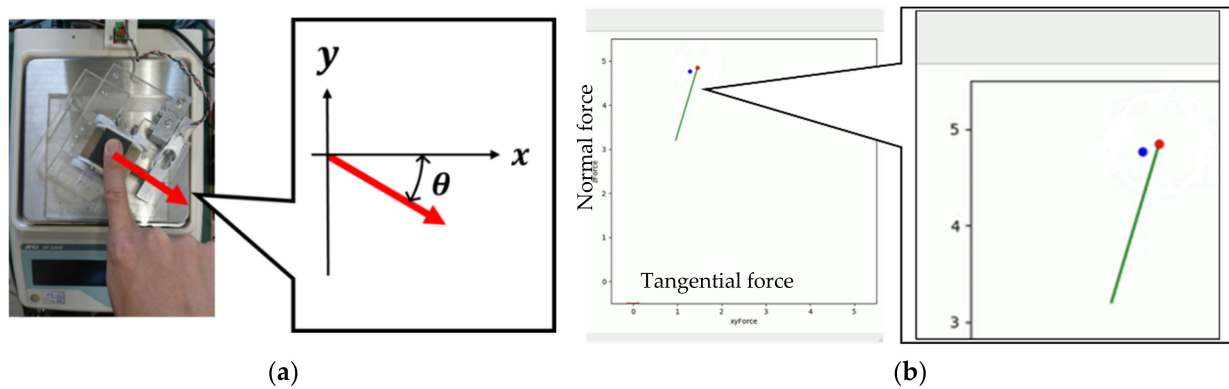 y
x
θ
Normal force
zForce
5
4
3
2
1
0
Tangential force
0 1 2 3 4 5
xyForce
5
4
3
(a)
(b)